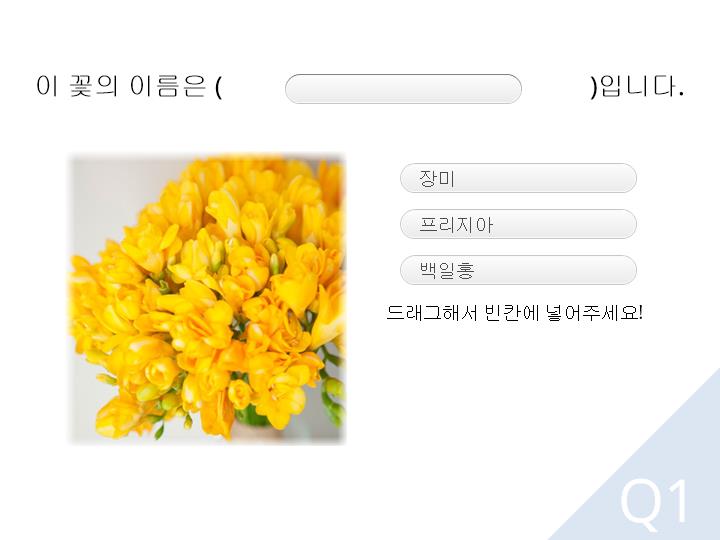 이 꽃의 이름은 ( )입니다.
장미
프리지아
백일홍
드래그해서 빈칸에 넣어주세요!
Q1